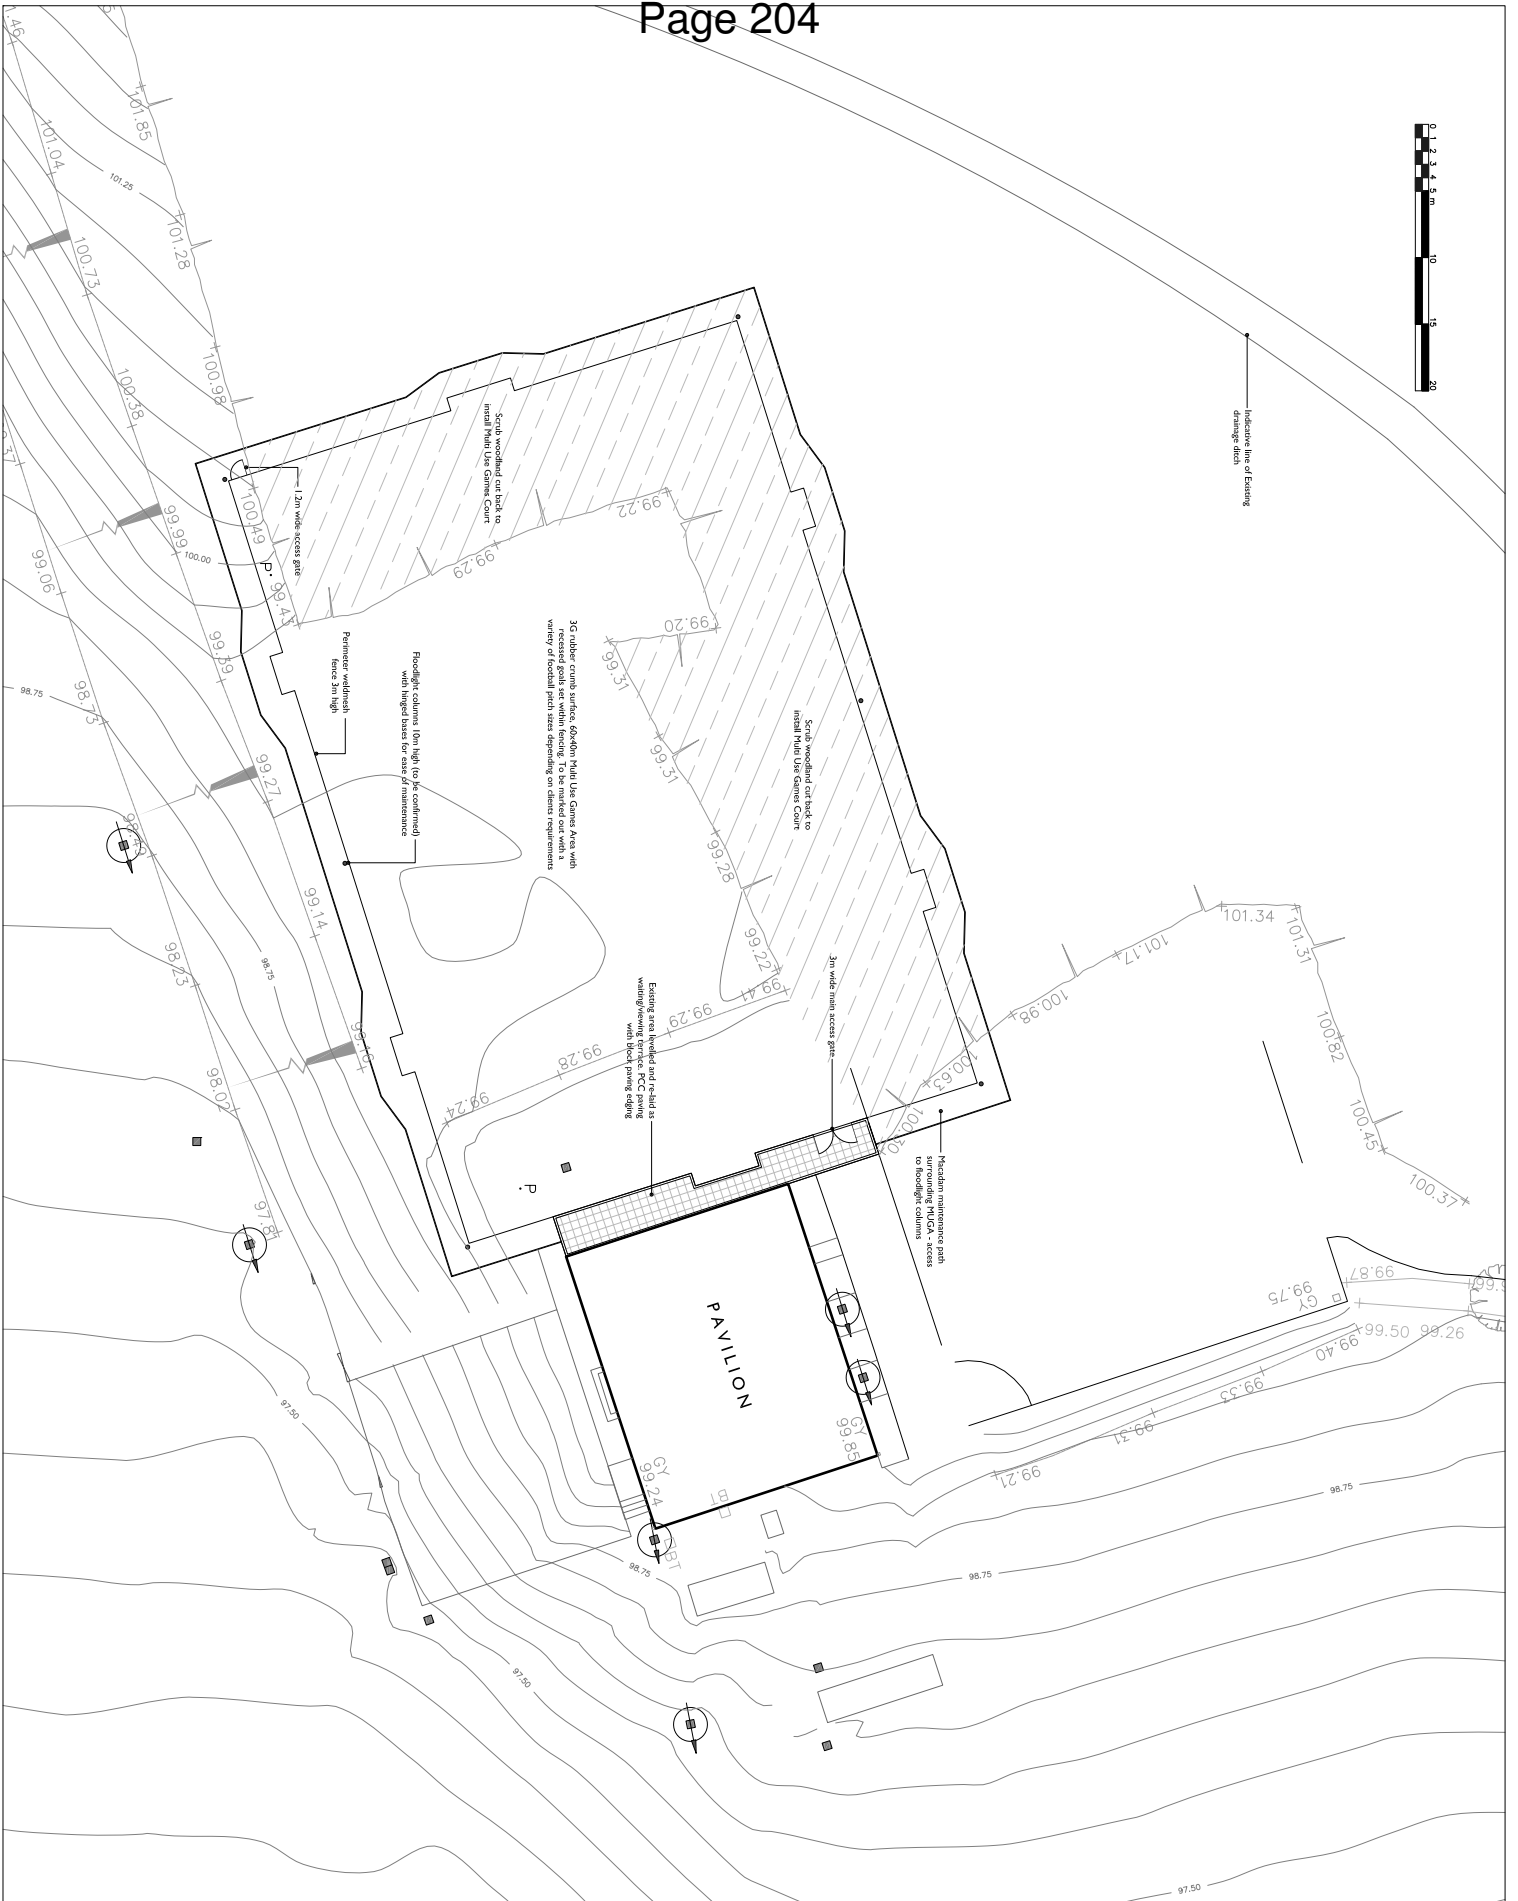 Page 204
0 1 2 3 4 5 m 10 15 20
Indicative line of Existing
drainage ditch
Scrub woodland cut back to
install Multi Use Games Court
1.2m wide access gate
Perimeter weldmesh
fence 3m high
Floodlight columns 10m high (to be confirmed)
with hinged bases for ease of maintenance
3G rubber crumb surface, 60x40m Multi Use Games Area with
recessed goals set within fencing. To be marked out with a
variety of football pitch sizes depending on clients requirements
Scrub woodland cut back to
install Multi Use Games Court
3m wide main access gate
Existing area levelled and re-laid as
waiting/viewing terrace. PCC paving
with block paving edging
Macadam maintenance path
surrounding MUGA - access
to floodlight columns
PAVILION
101.85
101.04
101.25
101.28
100.73
100.98
100.38
100.49
99.99
100.00
99.06
P.
99.43
99.39
98.75
98.73
99.27
99.14
98.23
98.75
99.16
98.02
99.22
99.29
99.20
99.31
99.31
99.28
99.22
99.41
99.29
99.28
99.24
P.
101.34
101.31
101.17
100.98
100.82
100.63
100.45
100.37
99.87
99.75
GY
99.50
99.26
99.40
99.33
99.31
99.21
GY
99.85
GY
99.24
BT
BT
97.50
98.75
98.75
98.75
97.50
97.50